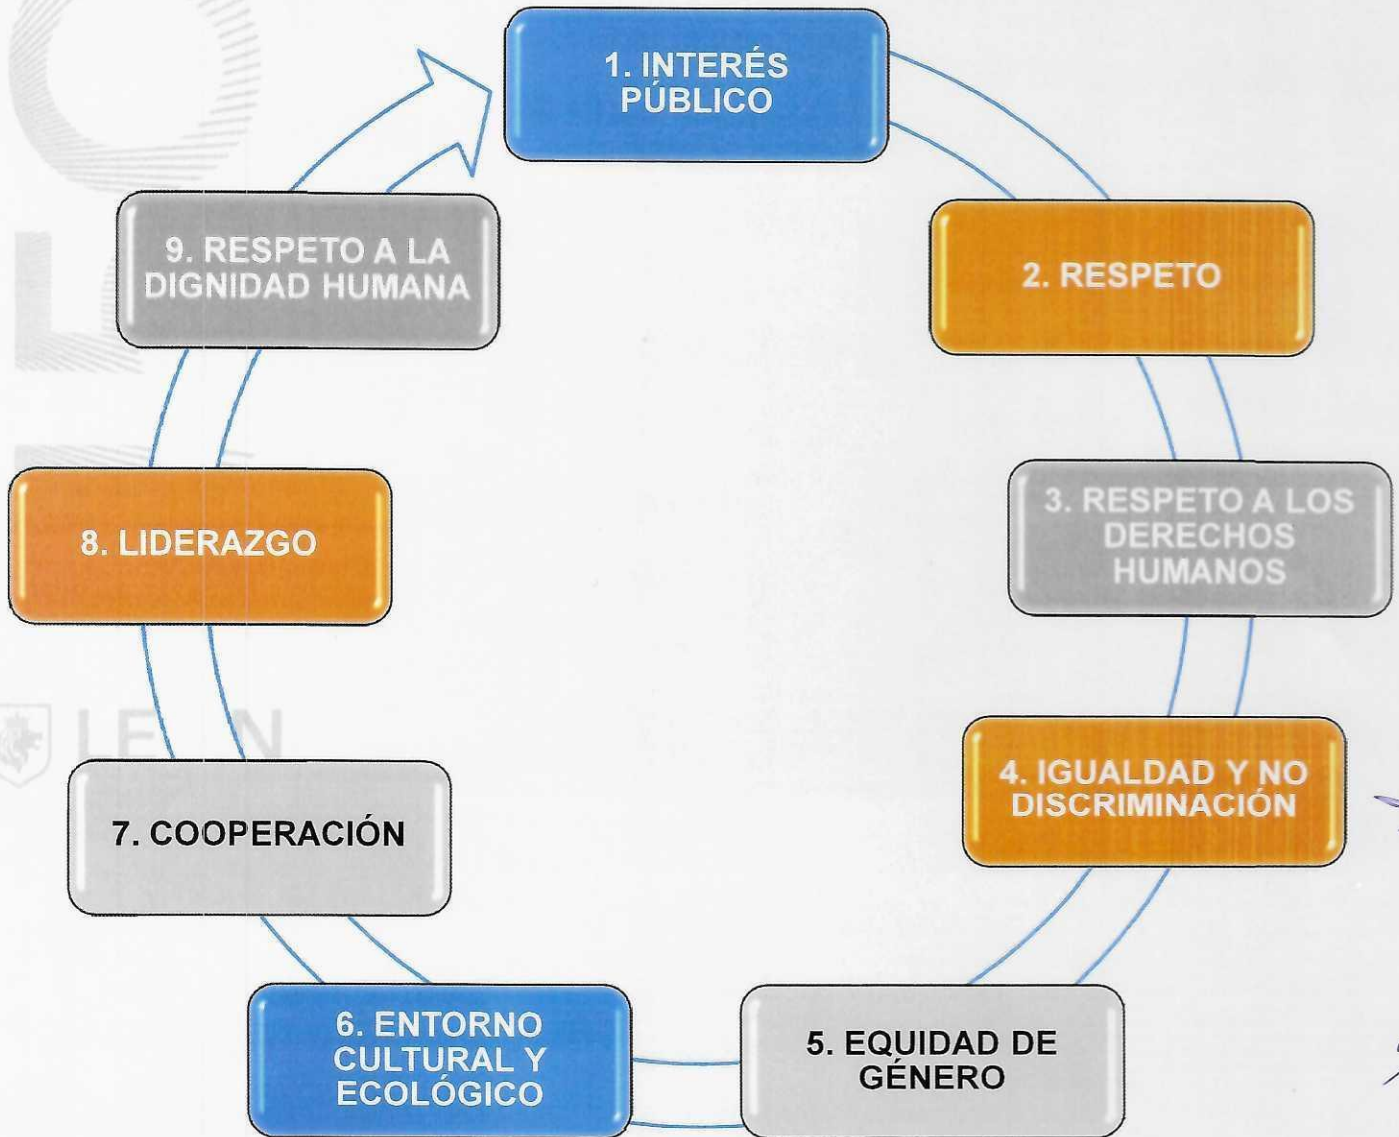 1. INTERÉS
PÚBLICO
2. RESPETO
3. RESPETO A LOS
DERECHOS
HUMANOS
4. IGUALDAD Y NO
DISCRIMINACIÓN
5. EQUIDAD DE
GÉNERO
6. ENTORNO
CULTURAL Y
ECOLÓGICO
7. COOPERACIÓN
8. LIDERAZGO
9. RESPETO A LA
DIGNIDAD HUMANA